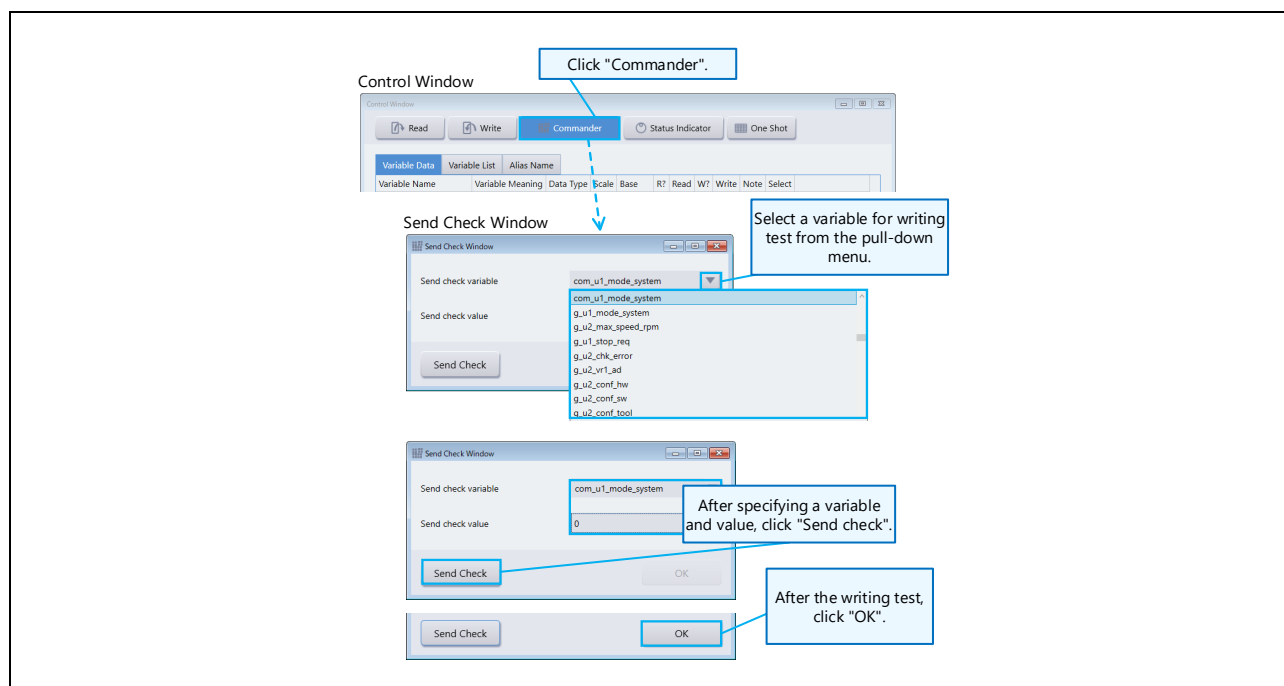 Click "Commander".
Control Window
Control Window
Read Write Commander Status Indicator One Shot
Variable Data Variable List Alias Name
Variable Name Variable Meaning Data Type Scale Base R? Read W? Write Note Select
Send Check Window
Select a variable for writing
test from the pull-down
menu.
Send Check Window
Send check variable com_u1_mode_system
com_u1_mode_system
Send check value
g_u1_mode_system
g_u2_max_speed_rpm
g_u1_stop_req
g_u2_chk_error
Send Check
g_u2_vr1_ad
g_u2_conf_hw
g_u2_conf_sw
g_u2_conf_tool
Send Check Window
Send check variable com_u1_mode_system
After specifying a variable
and value, click "Send check".
Send check value 0
Send Check OK
After the writing test,
click "OK".
Send Check OK